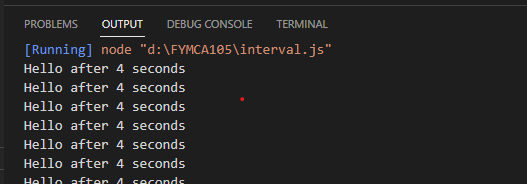 PROBLEMS OUTPUT DEBUG CONSOLE TERMINAL
[Running] node "d:\FYMCA105\interval.js"
Hello after 4 seconds
Hello after 4 seconds
Hello after 4 seconds
Hello after 4 seconds
Hello after 4 seconds
Hello after 4 seconds
Hello after 4 seconds